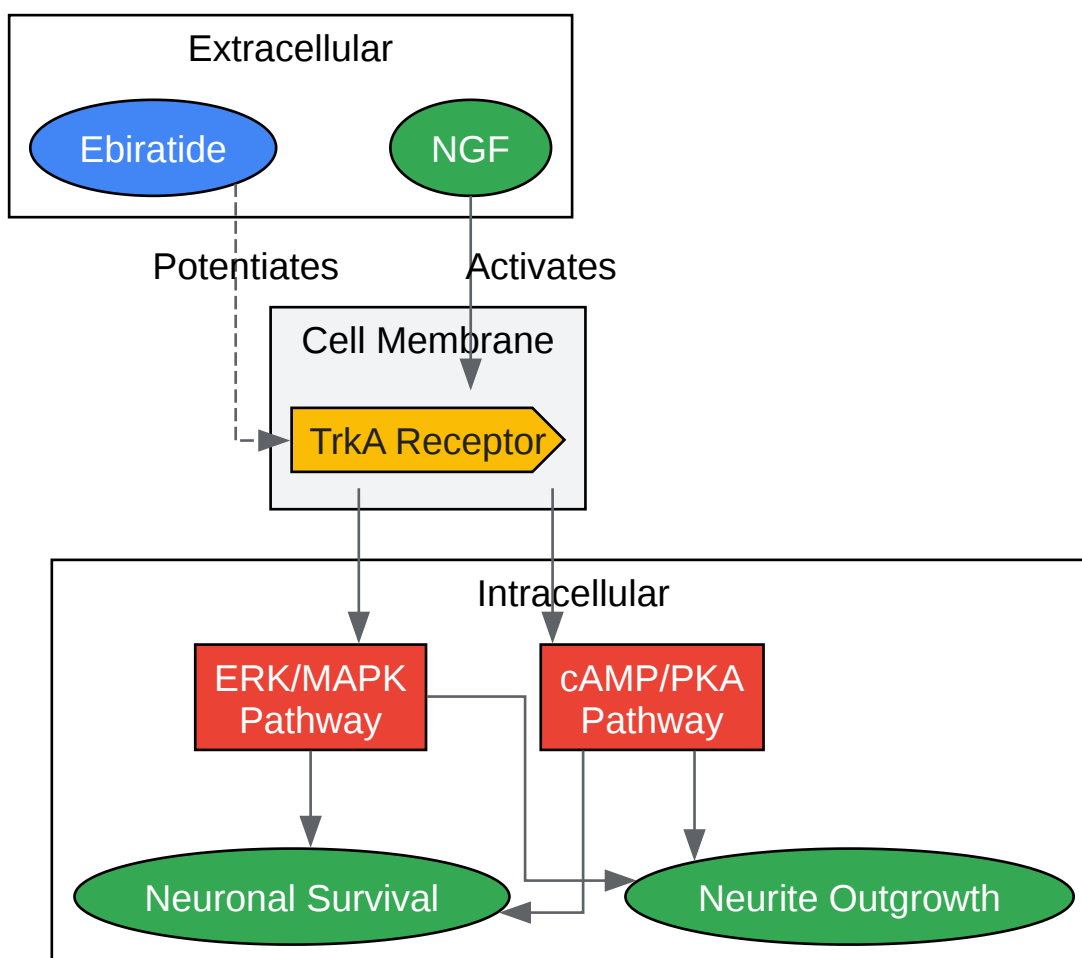 Extracellular
Ebiratide
NGF
Potentiates
Activates
Cell Membrane
TrkA Receptor
Intracellular
ERK/MAPK
Pathway
cAMP/PKA
Pathway
Neuronal Survival
Neurite Outgrowth